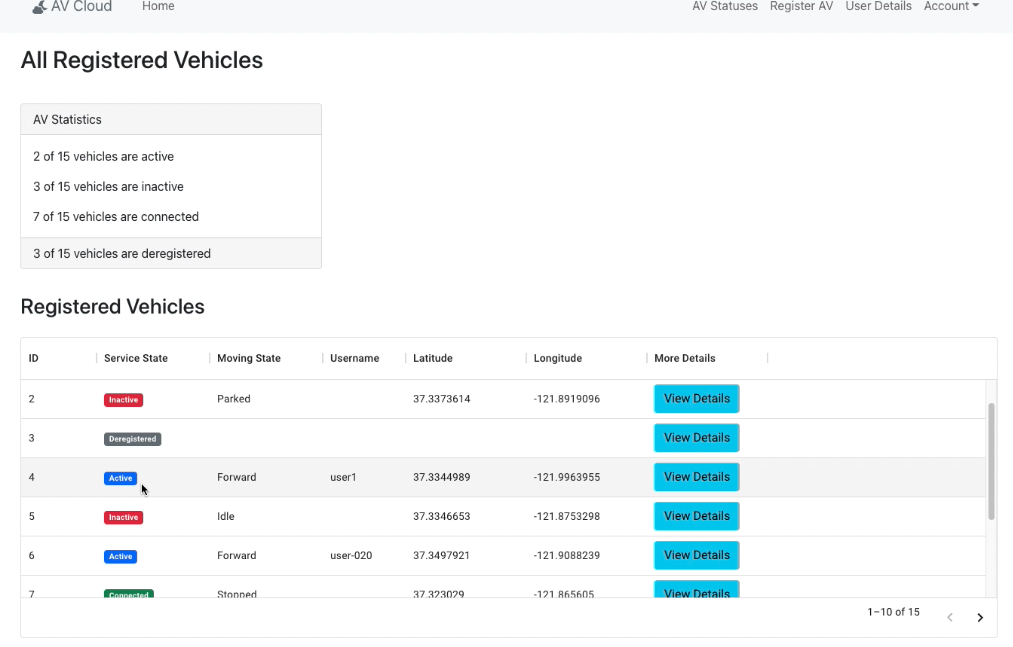 AV Cloud Home AV Statuses Register AV User Details Account
All Registered Vehicles
AV Statistics
2 of 15 vehicles are active
3 of 15 vehicles are inactive
7 of 15 vehicles are connected
3 of 15 vehicles are deregistered
Registered Vehicles
ID Service State Moving State Username Latitude Longitude More Details
2 Inactive Parked 37.3373614 -121.8919096 View Details
3 Deregistered View Details
4 Active Forward user1 37.3344989 -121.9963955 View Details
5 Inactive Idle 37.3346653 -121.8753298 View Details
6 Active Forward user-020 37.3497921 -121.9088239 View Details
7 Connected Stopped 37.323029 -121.865605 View Details
1–10 of 15